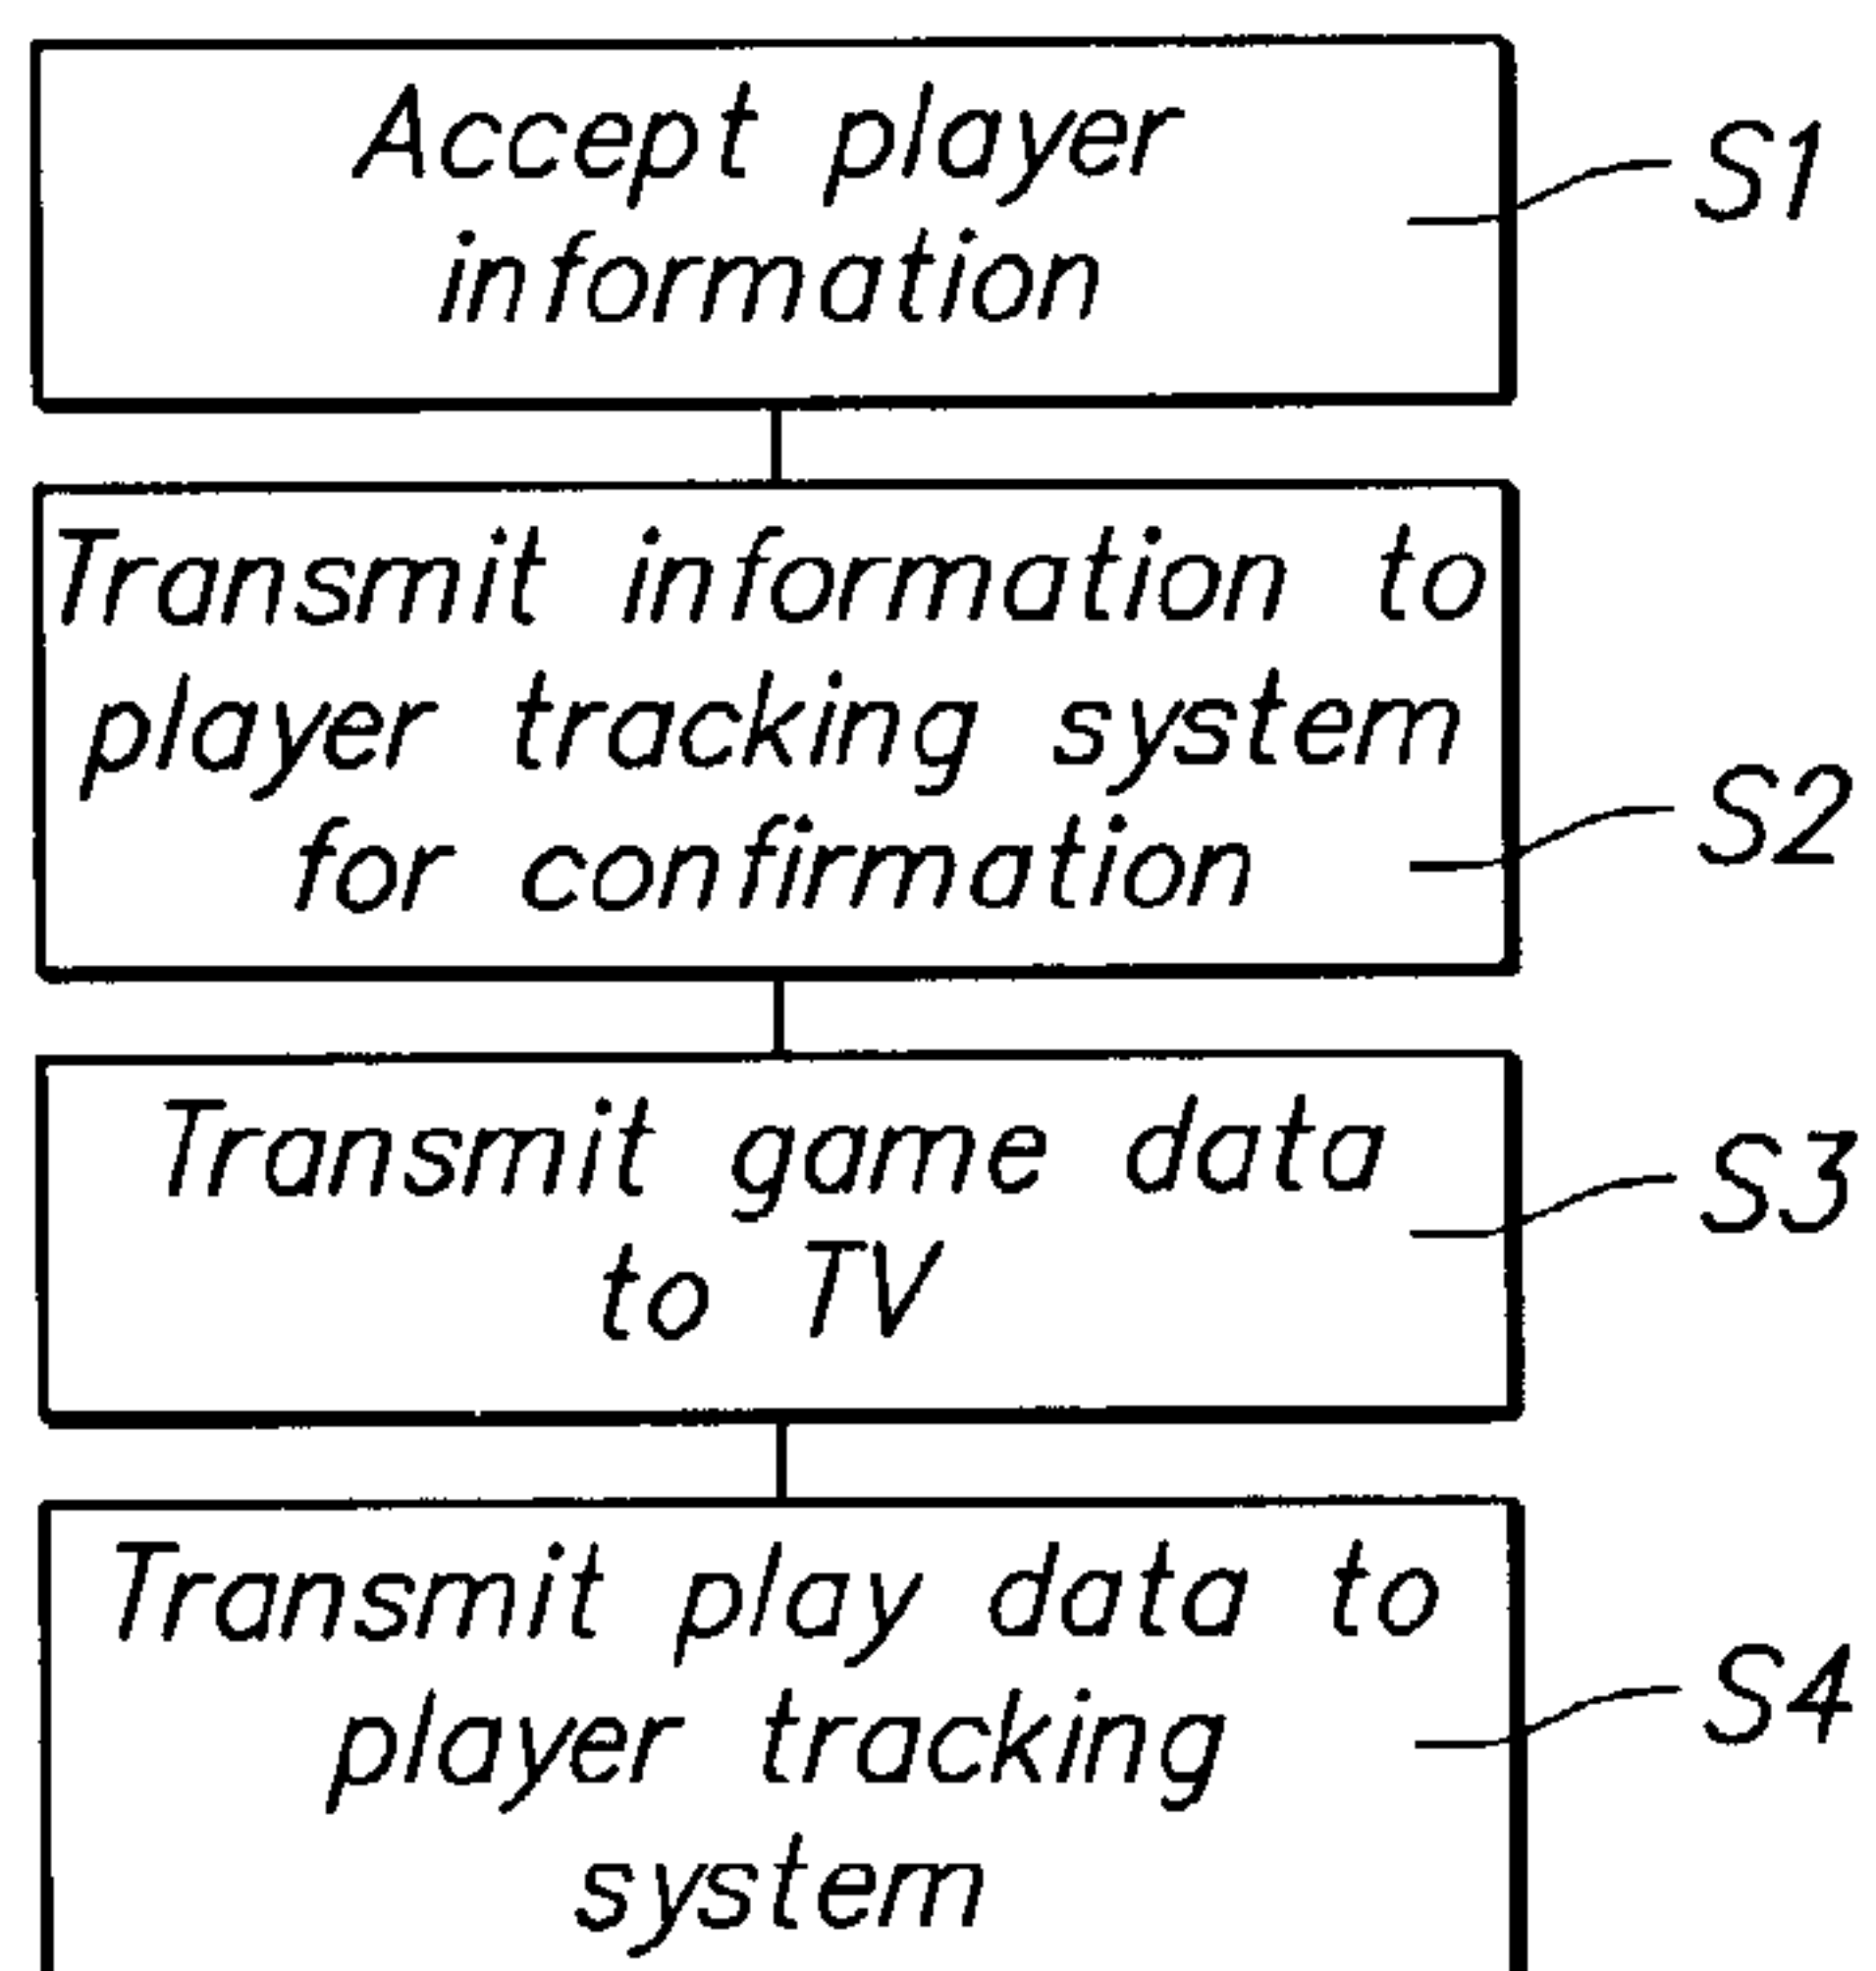 Accept player
information
S1
Transmit information to
player tracking system
for confirmation
S2
Transmit game data
to TV
S3
Transmit play data to
player tracking
system
S4